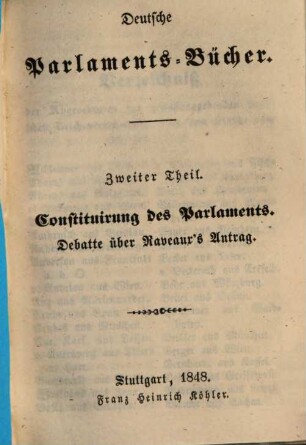 Deutsche
Parlaments-Bücher.
Zweiter Theil.
Constituirung des Parlaments.
Debatte über Raveaux's Antrag.
Stuttgart, 1848.
Franz Heinrich Köhler.